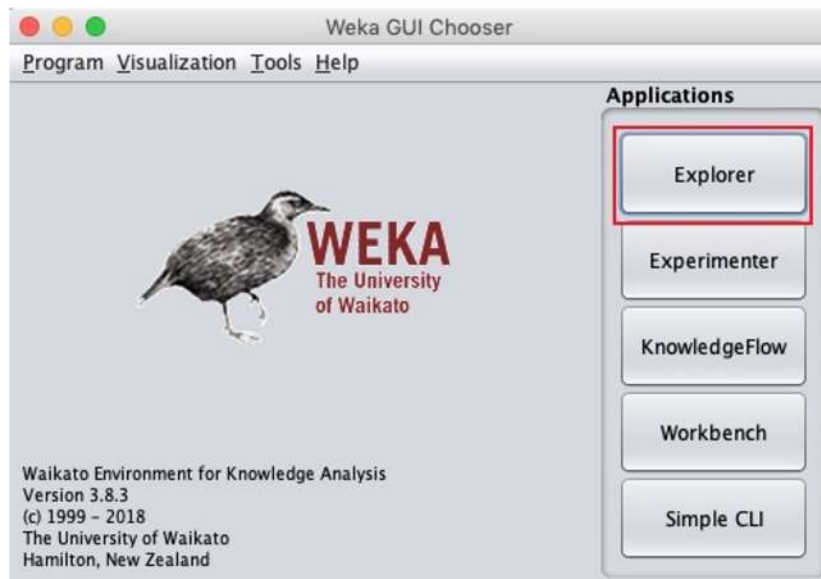 Weka GUI Chooser
Program Visualization Tools Help
Applications
Explorer
Experimenter
KnowledgeFlow
Workbench
Simple CLI
WEKA
The University
of Waikato
Waikato Environment for Knowledge Analysis
Version 3.8.3
(c) 1999 - 2018
The University of Waikato
Hamilton, New Zealand